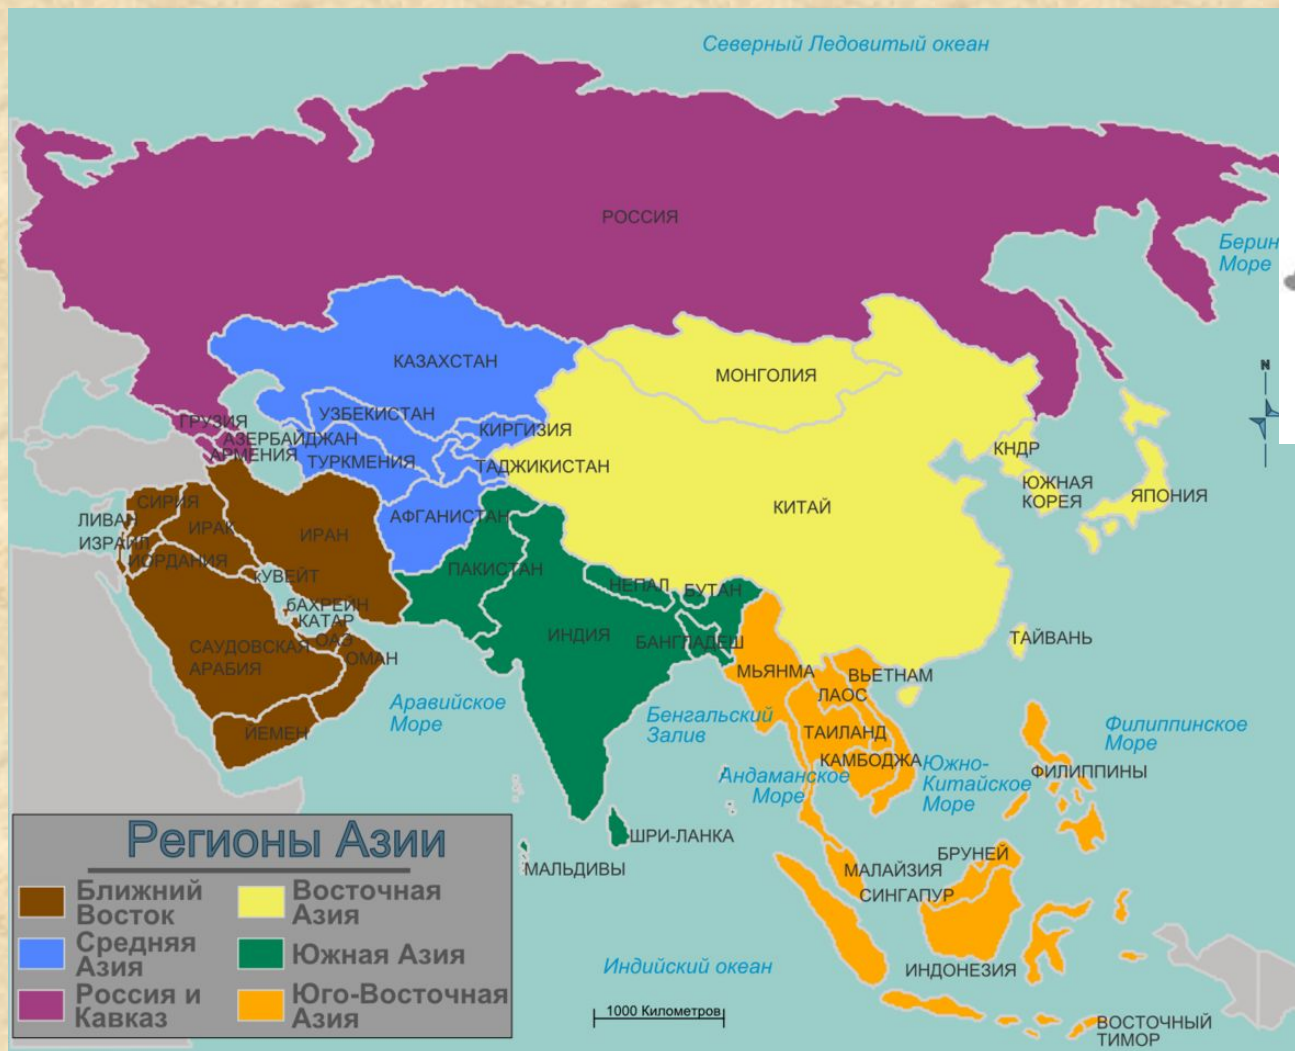 Северный Ледовитый океан
РОССИЯ
Берин
Море
КАЗАХСТАН
МОНГОЛИЯ
N
УЗБЕКИСТАН
ГРУЗИЯ
КИРГИЗИЯ
АЗЕРБАЙДЖАН
АРМЕНИЯ
ТУРКМЕНИЯ
ТАДЖИКИСТАН
КНДР
ЮЖНАЯ
КОРЕЯ
ЯПОНИЯ
СИРИЯ
КИТАЙ
ЛИВАН
ИРАК
ИРАН
АФГАНИСТАН
ИЗРАИЛ
ИОРДАНИЯ
кУВЕЙТ
ПАКИСТАН
НЕПАЛ
БУТАН
бАХРЕЙН
КАТАР
ОАЭ
ИНДИЯ
БАНГЛАДЕШ
ТАЙВАНЬ
САУДОВСКАЯ
АРАВИЯ
ОМАН
МЬЯНМА
ВЬЕТНАМ
ЛАОС
Аравийское
Море
Бенгальский
Залив
Филиппинское
Море
ИЕМЕН
ТАИЛАНД
КАМБОДЖА
Южно-
Китайское
Море
ФИЛИППИНЫ
Андаманское
Море
ШРИ-ЛАНКА
МАЛЬДИВЫ
БРУНЕЙ
МАЛАЙЗИЯ
СИНГАПУР
Индийский океан
ИНДОНЕЗИЯ
1000 Километров
ВОСТОЧНЫЙ
ТИМОР
Регионы Азии
Ближний
Восток
Средняя
Азия
Россия и
Кавказ
Восточная
Азия
Южная Азия
Юго-Восточная
Азия